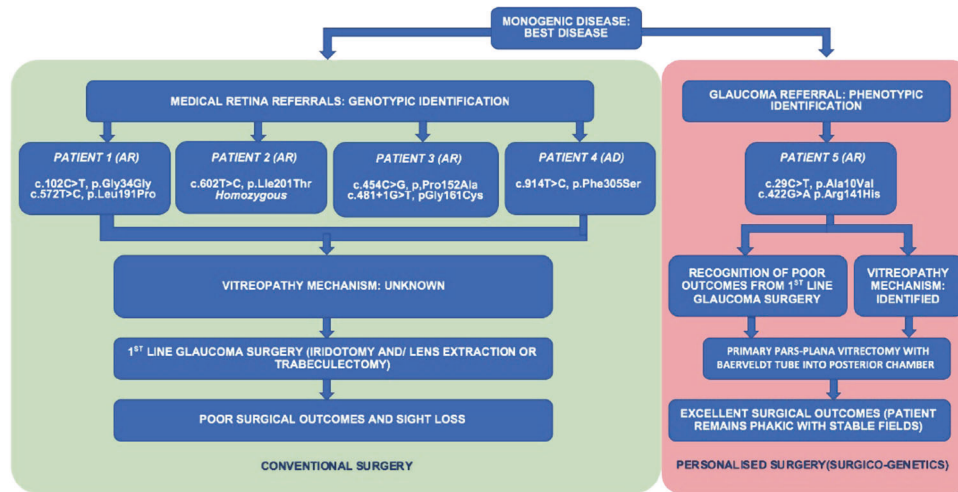 MONOGENIC DISEASE:
BEST DISEASE
MEDICAL RETINA REFERRALS: GENOTYPIC IDENTIFICATION
PATIENT 1 (AR)
c.102C>T, p.Gly34Gly
c.572T>C, p.Leu191Pro
PATIENT 2 (AR)
c.602T>C, p.Lle201Thr
Homozygous
PATIENT 3 (AR)
c.454C>G, p,Pro152Ala
c.481+1G>T, pGly161Cys
PATIENT 4 (AD)
c.914T>C, p.Phe305Ser
VITREOPATHY MECHANISM: UNKNOWN
1ST LINE GLAUCOMA SURGERY (IRIDOTOMY AND/ LENS EXTRACTION OR
TRABECULECTOMY)
POOR SURGICAL OUTCOMES AND SIGHT LOSS
CONVENTIONAL SURGERY
GLAUCOMA REFERRAL: PHENOTYPIC
IDENTIFICATION
PATIENT 5 (AR)
c.29C>T, p.Ala10Val
c.422G>A p.Arg141His
RECOGNITION OF POOR
OUTCOMES FROM 1ST LINE
GLAUCOMA SURGERY
VITREOPATHY
MECHANISM:
IDENTIFIED
PRIMARY PARS-PLANA VITRECTOMY WITH
BAERVELDT TUBE INTO POSTERIOR CHAMBER
EXCELLENT SURGICAL OUTCOMES (PATIENT
REMAINS PHAKIC WITH STABLE FIELDS)
PERSONALISED SURGERY(SURGICO-GENETICS)